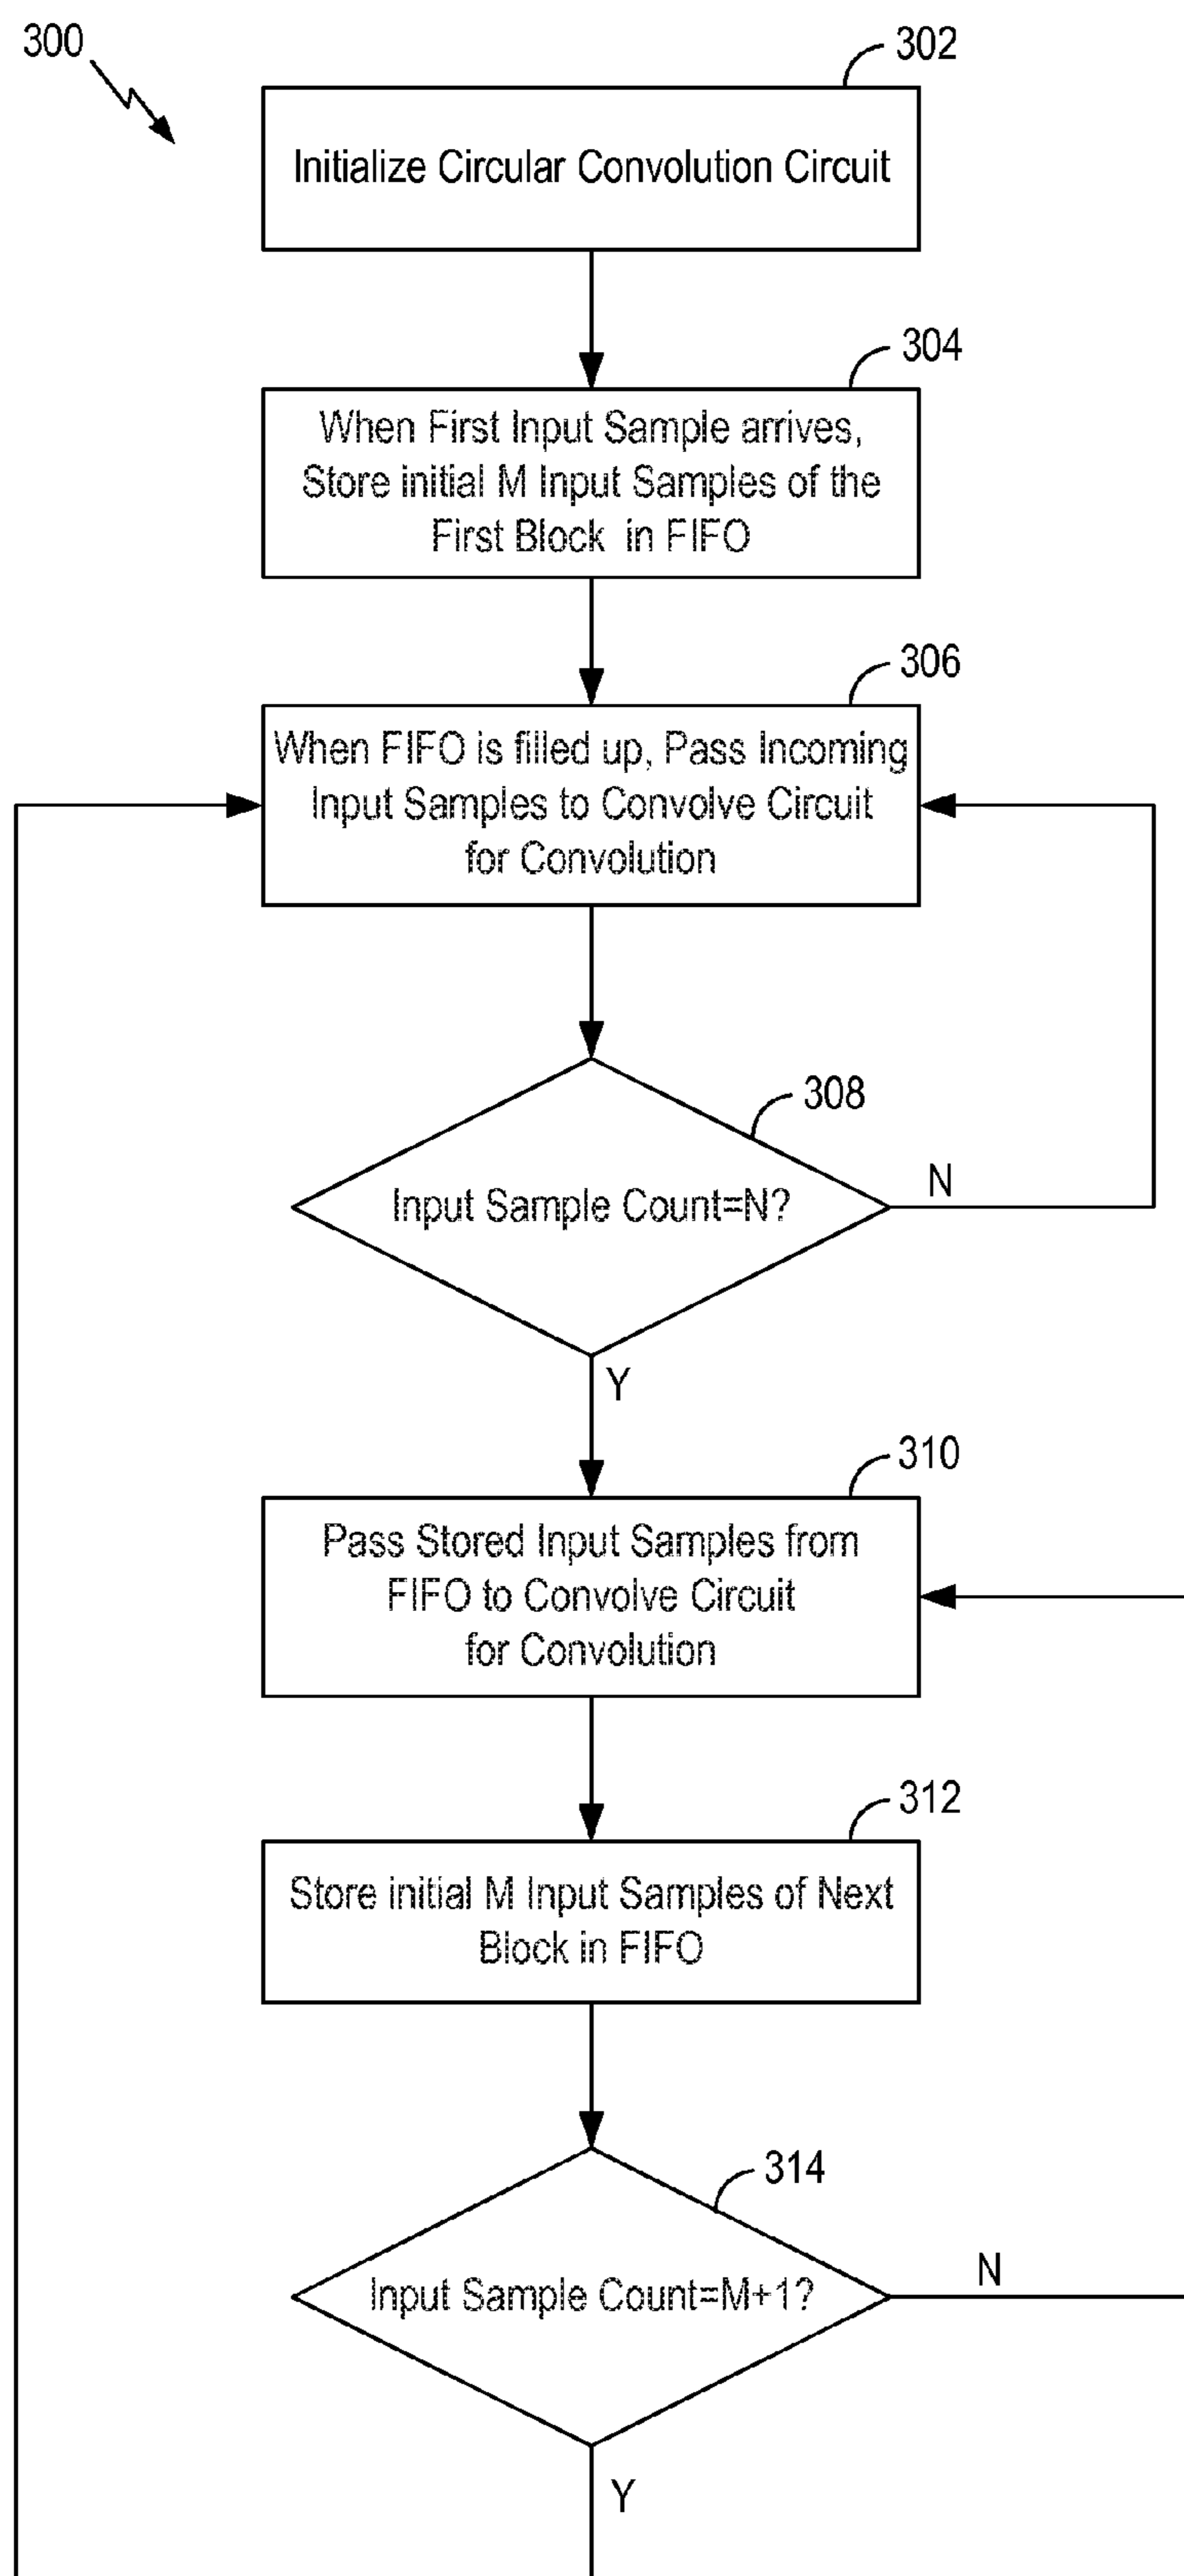 300
302
Initialize Circular Convolution Circuit
304
When First Input Sample arrives,
Store initial M Input Samples of the
First Block in FIFO
306
When FIFO is filled up, Pass Incoming
Input Samples to Convolve Circuit
for Convolution
308
Input Sample Count=N?
N
Y
310
Pass Stored Input Samples from
FIFO to Convolve Circuit
for Convolution
312
Store initial M Input Samples of Next
Block in FIFO
314
Input Sample Count=M+1?
N
Y